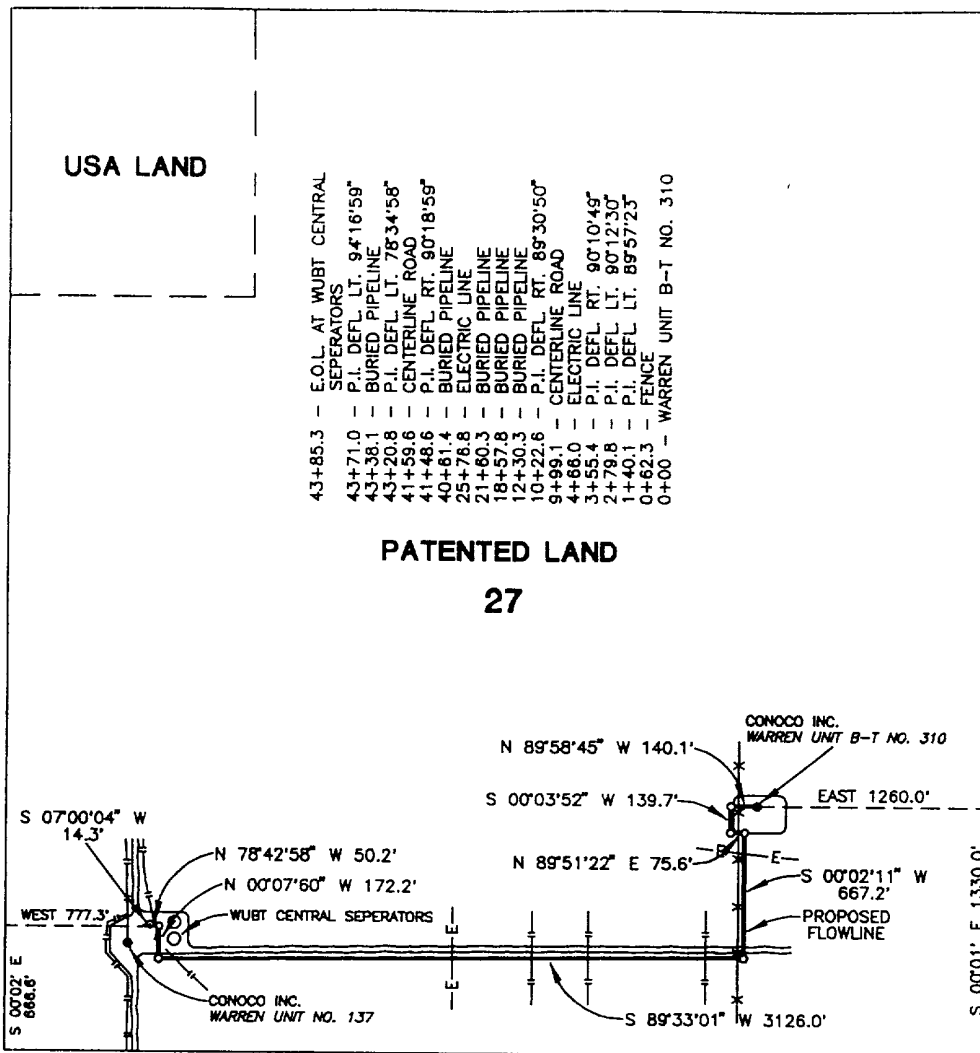 USA LAND
43+85.3 – E.O.L. AT WUBT CENTRAL
SEPERATORS
43+71.0 – P.I. DEFL. LT. 94°16'59"
43+38.1 – BURIED PIPELINE
43+20.8 – P.I. DEFL. LT. 78°34'58"
41+59.6 – CENTERLINE ROAD
41+48.6 – P.I. DEFL. RT. 90°18'59"
40+61.4 – BURIED PIPELINE
25+76.8 – ELECTRIC LINE
21+60.3 – BURIED PIPELINE
18+57.8 – BURIED PIPELINE
12+30.3 – BURIED PIPELINE
10+22.6 – P.I. DEFL. RT. 89°30'50"
9+99.1 – CENTERLINE ROAD
4+66.0 – ELECTRIC LINE
3+55.4 – P.I. DEFL. RT. 90°10'49"
2+79.8 – P.I. DEFL. LT. 90°12'30"
1+40.1 – P.I. DEFL. LT. 89°57'23"
0+62.3 – FENCE
0+00 – WARREN UNIT B–T NO. 310
PATENTED LAND
27
CONOCO INC.
WARREN UNIT B–T NO. 310
N 89°58'45" W 140.1'
EAST 1260.0'
S 00°03'52" W 139.7'
S 07°00'04" W
14.3'
N 78°42'58" W 50.2'
N 89°51'22" E 75.6'
E
E
S 00°02'11" W
667.2'
N 00°07'60" W 172.2'
WEST 777.3'
WUBT CENTRAL SEPERATORS
PROPOSED
FLOWLINE
E
E
S 00°02' E
666.6'
CONOCO INC.
WARREN UNIT NO. 137
S 89°33'01" W 3126.0'
S 00°01' E 1330.0'